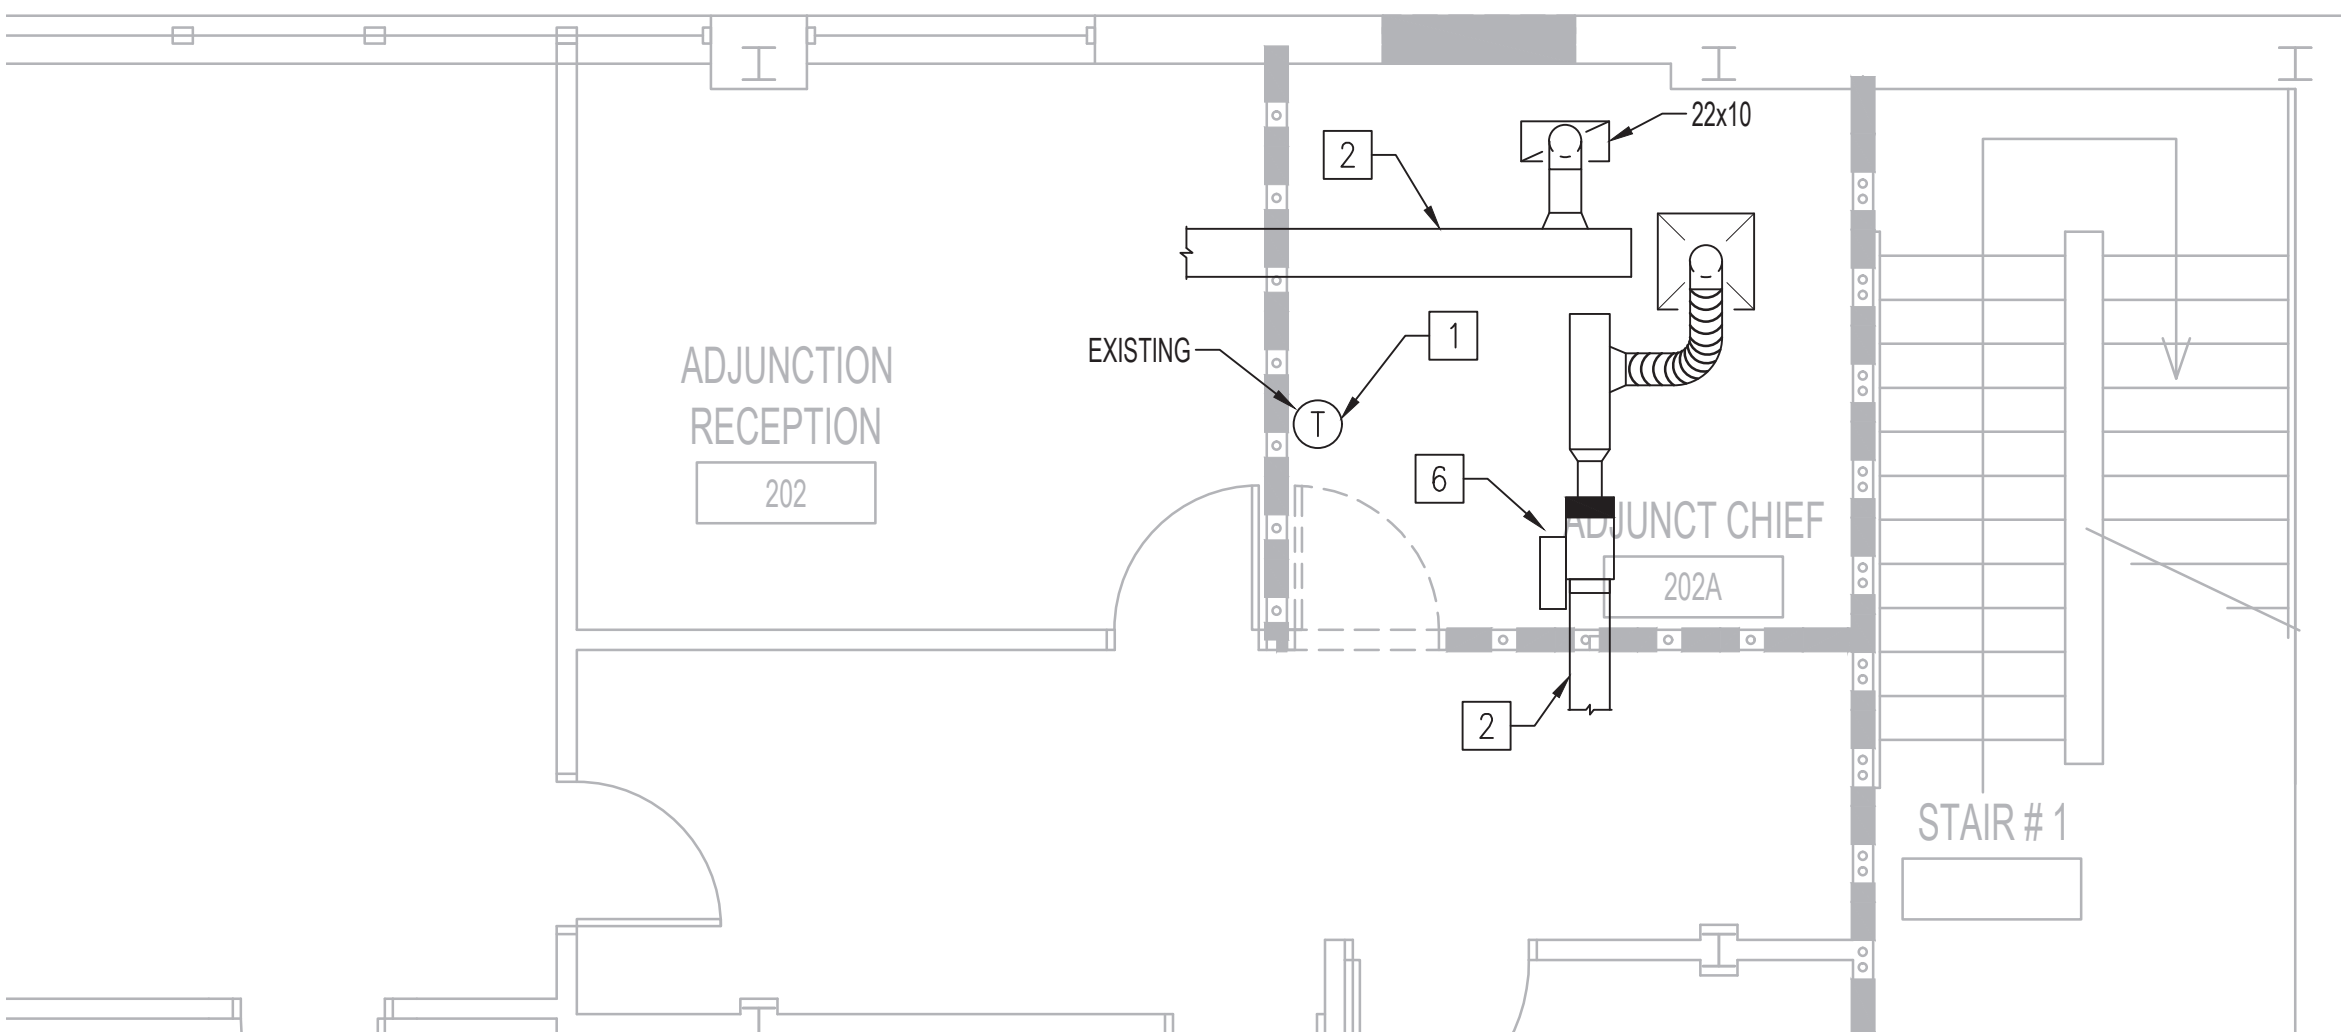 22x10
2
EXISTING
1
T
ADJUNCTION
RECEPTION
202
6
ADJUNCT CHIEF
202A
2
STAIR # 1